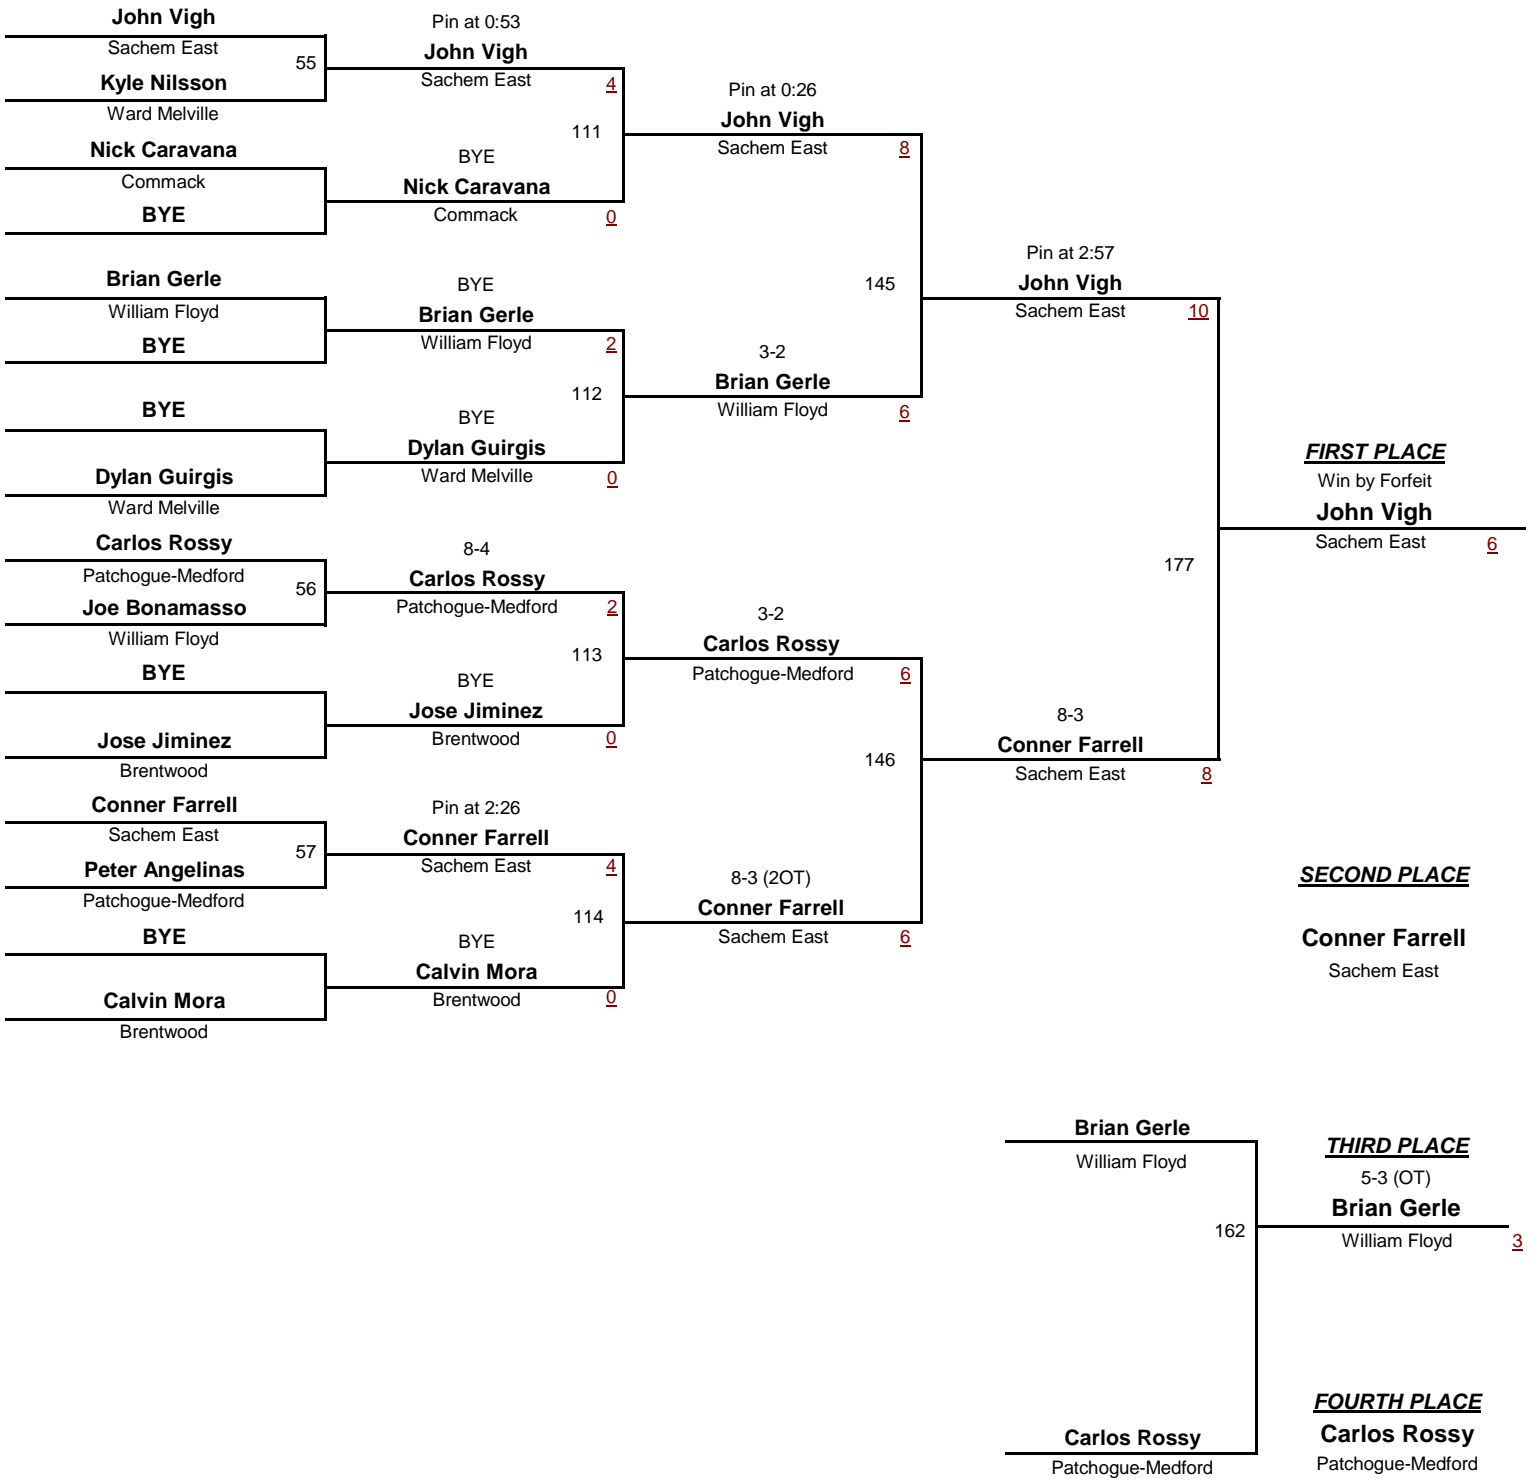 John Vigh
Sachem East
55
Kyle Nilsson
Ward Melville
Nick Caravana
Commack
BYE
Brian Gerle
William Floyd
BYE
BYE
Dylan Guirgis
Ward Melville
Carlos Rossy
Patchogue-Medford
56
Joe Bonamasso
William Floyd
BYE
Jose Jiminez
Brentwood
Conner Farrell
Sachem East
57
Peter Angelinas
Patchogue-Medford
BYE
Calvin Mora
Brentwood
Pin at 0:53
John Vigh
Sachem East 4
111
BYE
Nick Caravana
Commack 0
BYE
Brian Gerle
William Floyd 2
112
BYE
Dylan Guirgis
Ward Melville 0
8-4
Carlos Rossy
Patchogue-Medford 2
113
BYE
Jose Jiminez
Brentwood 0
Pin at 2:26
Conner Farrell
Sachem East 4
114
BYE
Calvin Mora
Brentwood 0
Pin at 0:26
John Vigh
Sachem East 8
145
3-2
Brian Gerle
William Floyd 6
3-2
Carlos Rossy
Patchogue-Medford 6
146
8-3 (2OT)
Conner Farrell
Sachem East 6
Pin at 2:57
John Vigh
Sachem East 10
177
8-3
Conner Farrell
Sachem East 8
FIRST PLACE
Win by Forfeit
John Vigh
Sachem East 6
SECOND PLACE
Conner Farrell
Sachem East
Brian Gerle
William Floyd
162
Carlos Rossy
Patchogue-Medford
THIRD PLACE
5-3 (OT)
Brian Gerle
William Floyd 3
FOURTH PLACE
Carlos Rossy
Patchogue-Medford